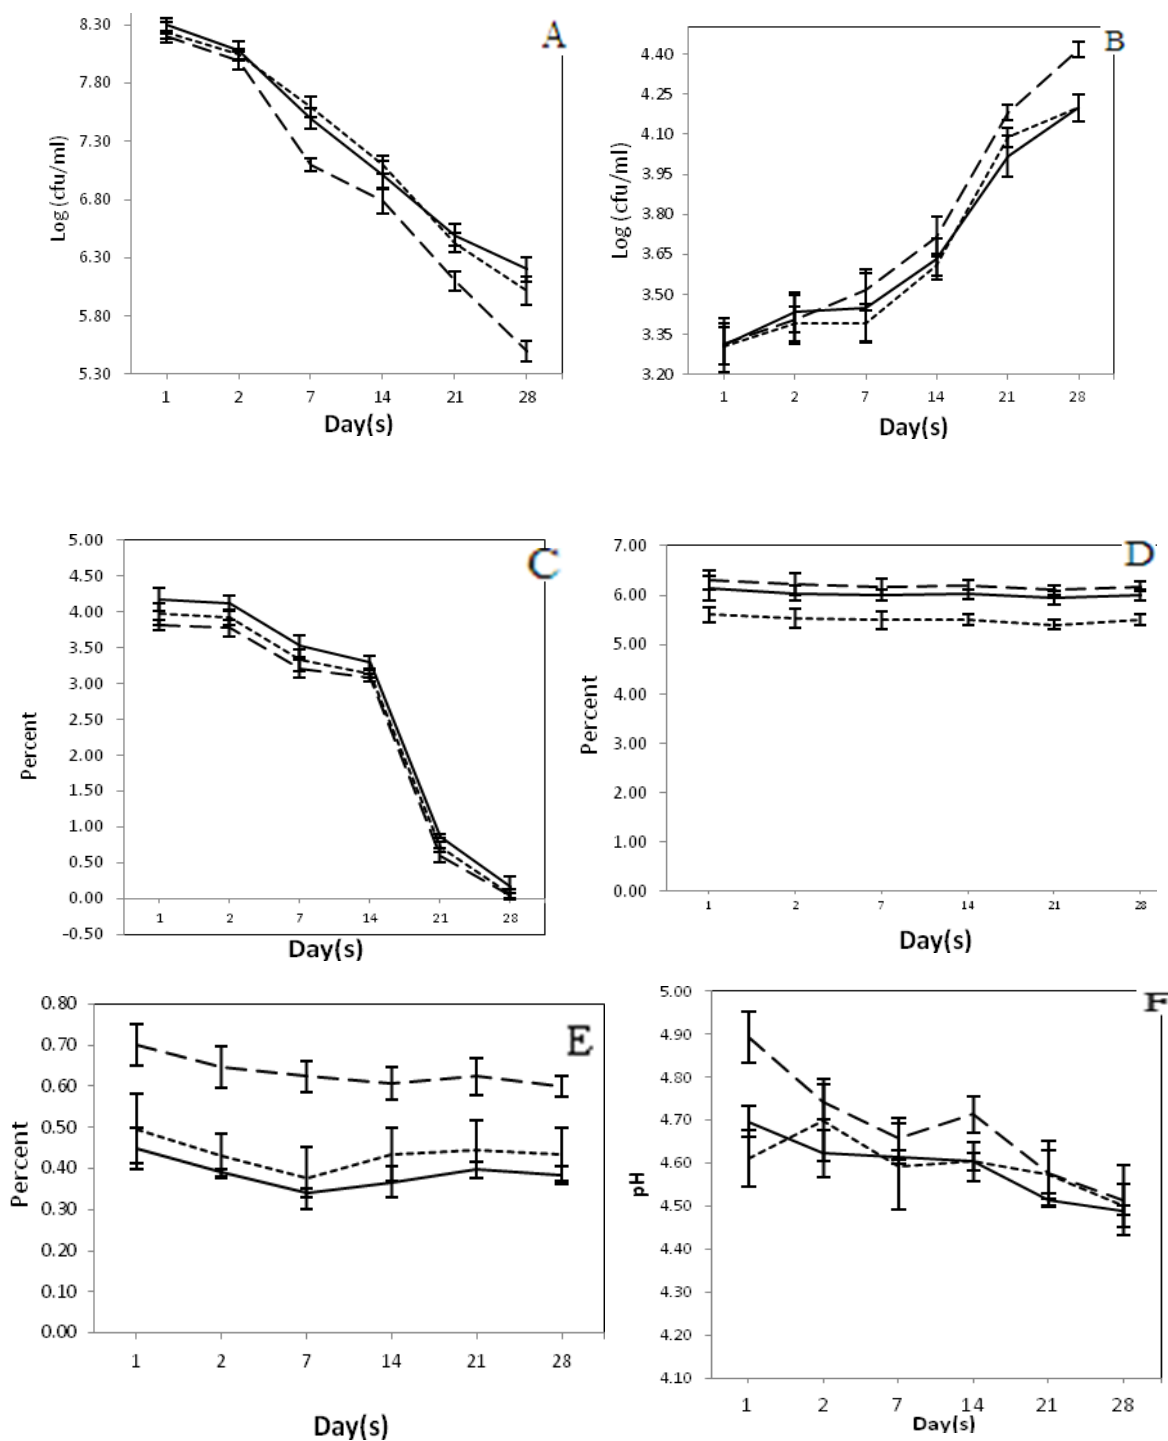 A
8.30
7.80
7.30
6.80
6.30
5.80
5.30
Log (cfu/ml)
1 2 7 14 21 28
Day(s)
B
4.40
4.25
4.10
3.95
3.80
3.65
3.50
3.35
3.20
Log (cfu/ml)
1 2 7 14 21 28
Day(s)
C
5.00
4.50
4.00
3.50
3.00
2.50
2.00
1.50
1.00
0.50
0.00
-0.50
Percent
1 2 7 14 21 28
Day(s)
D
7.00
6.00
5.00
4.00
3.00
2.00
1.00
0.00
Percent
1 2 7 14 21 28
Day(s)
E
0.80
0.70
0.60
0.50
0.40
0.30
0.20
0.10
0.00
Percent
1 2 7 14 21 28
Day(s)
F
5.00
4.90
4.80
4.70
4.60
4.50
4.40
4.30
4.20
4.10
pH
1 2 7 14 21 28
Day(s)